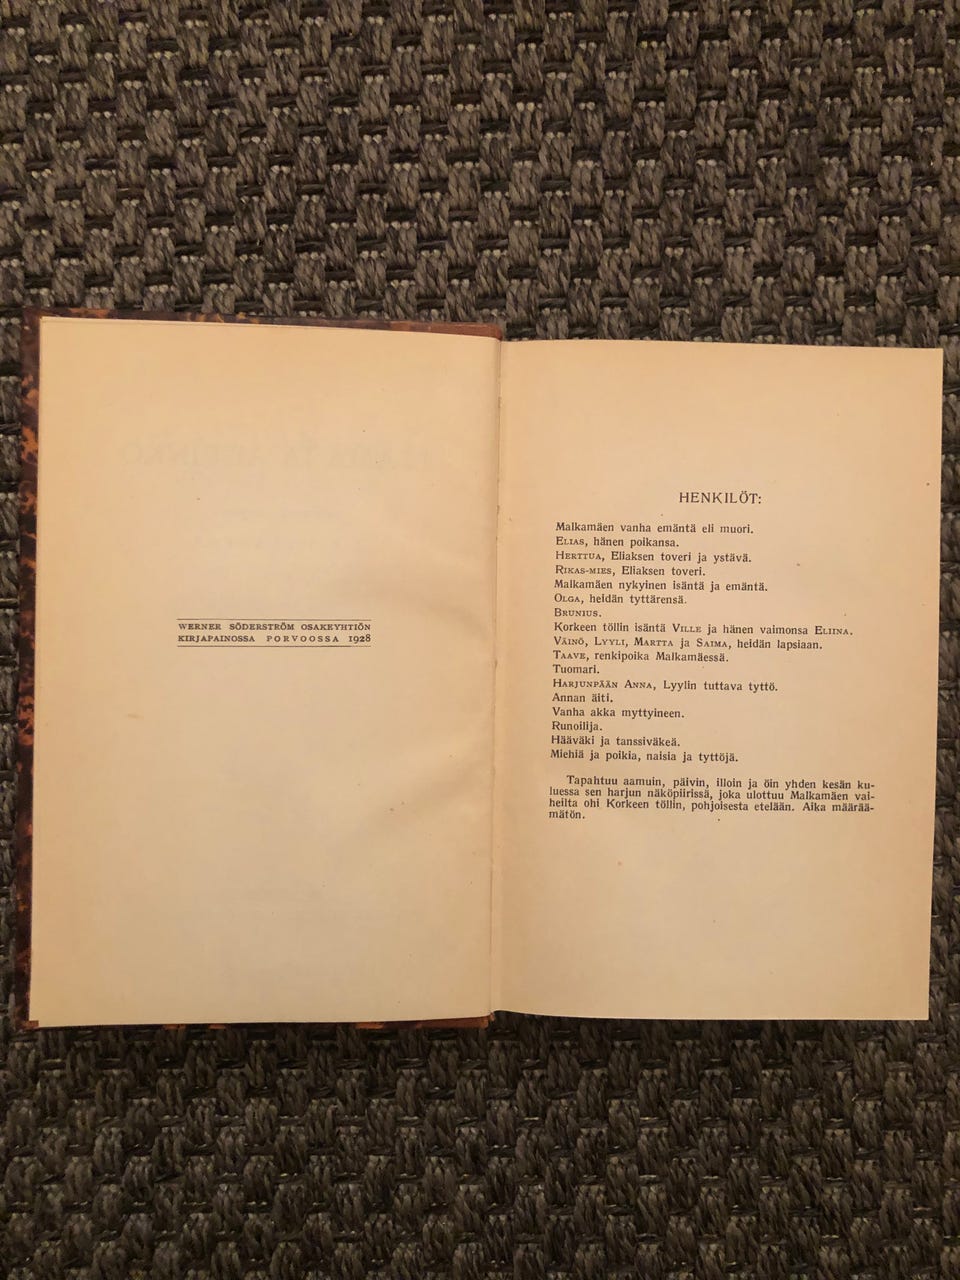 WERNER SÖDERSTRÖM OSAKEYHTIÖN
KIRJAPAINOSSA PORVOOSSA 1928
HENKILÖT:
Malkamäen vanha emäntä eli muori.
ELIAS, hänen poikansa.
HERTTUA, Eliaksen toveri ja ystävä.
RIKAS-MIES, Eliaksen toveri.
Malkamäen nykyinen isäntä ja emäntä.
OLGA, heidän tyttärensä.
BRUNIUS.
Korkeen töllin isäntä VILLE ja hänen vaimonsa ELIINA.
VÄINÖ, LYYLI, MARTTA ja SAIMA, heidän lapsiaan.
TAAVE, renkipoika Malkamäessä.
Tuomari.
HARJUNPÄÄN ANNA, Lyylin tuttava tyttö.
Annan äiti.
Vanha akka myttyineen.
Runoilija.
Hääväki ja tanssiväkeä.
Miehiä ja poikia, naisia ja tyttöjä.
Tapahtuu aamuin, päivin, illoin ja öin yhden kesän ku-
luessa sen harjun näköpiirissä, joka ulottuu Malkamäen vai-
heilta ohi Korkeen töllin, pohjoisesta etelään. Aika määrää-
mätön.